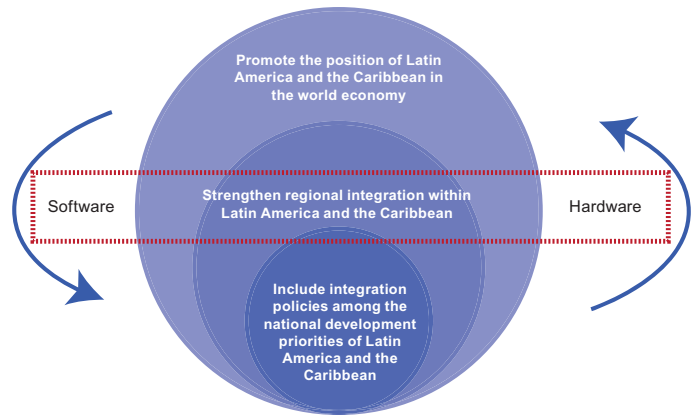 Promote the position of Latin
America and the Caribbean in
the world economy
Software
Strengthen regional integration within
Latin America and the Caribbean
Hardware
Include integration
policies among the
national development
priorities of Latin
America and the
Caribbean